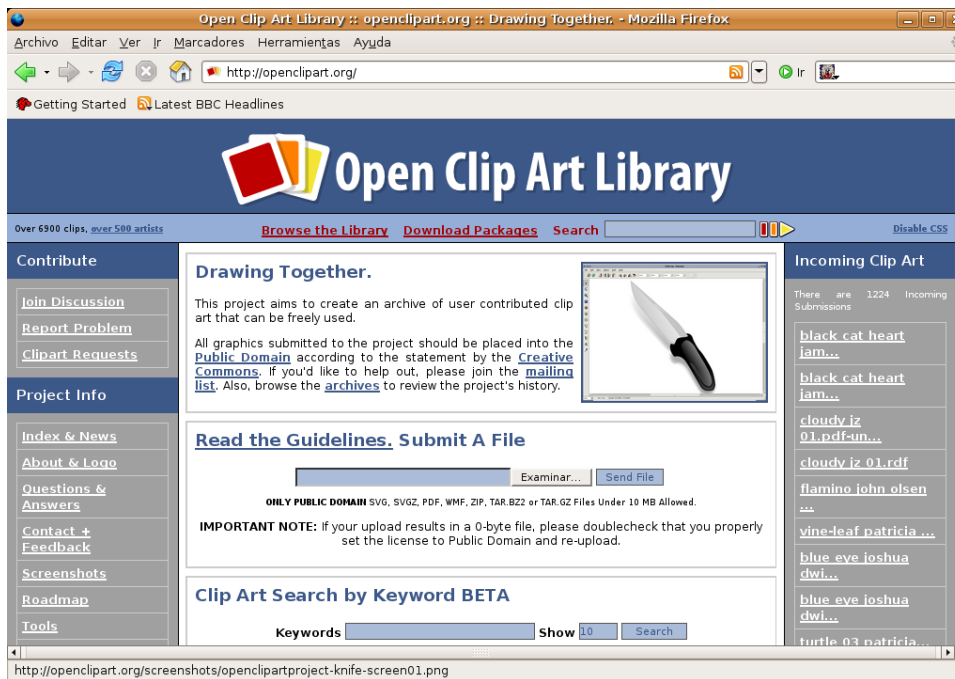 Open Clip Art Library :: openclipart.org :: Drawing Together. - Mozilla Firefox
Archivo Editar Ver Ir Marcadores Herramientas Ayuda
http://openclipart.org/ Ir
Getting Started Latest BBC Headlines
Open Clip Art Library
Over 6900 clips, over 500 artists
Browse the Library Download Packages Search
Disable CSS
Contribute
Join Discussion
Report Problem
Clipart Requests
Project Info
Index & News
About & Logo
Questions &
Answers
Contact +
Feedback
Screenshots
Roadmap
Tools
Drawing Together.
This project aims to create an archive of user contributed clip
art that can be freely used.
All graphics submitted to the project should be placed into the
Public Domain according to the statement by the Creative
Commons. If you'd like to help out, please join the mailing
list. Also, browse the archives to review the project's history.
Read the Guidelines. Submit A File
Examinar... Send File
ONLY PUBLIC DOMAIN SVG, SVGZ, PDF, WMF, ZIP, TAR.BZ2 or TAR.GZ Files Under 10 MB Allowed.
IMPORTANT NOTE: If your upload results in a 0-byte file, please doublecheck that you properly
set the license to Public Domain and re-upload.
Clip Art Search by Keyword BETA
Keywords Show 10 Search
Incoming Clip Art
There are 1224 Incoming
Submissions
black cat heart
jam...
black cat heart
jam...
cloudy jz
01.pdf-un...
cloudy jz 01.rdf
flamino john olsen
...
vine-leaf patricia ...
blue eye joshua
dwi...
blue eye joshua
dwi...
turtle 03 patricia...
http://openclipart.org/screenshots/openclipartproject-knife-screen01.png